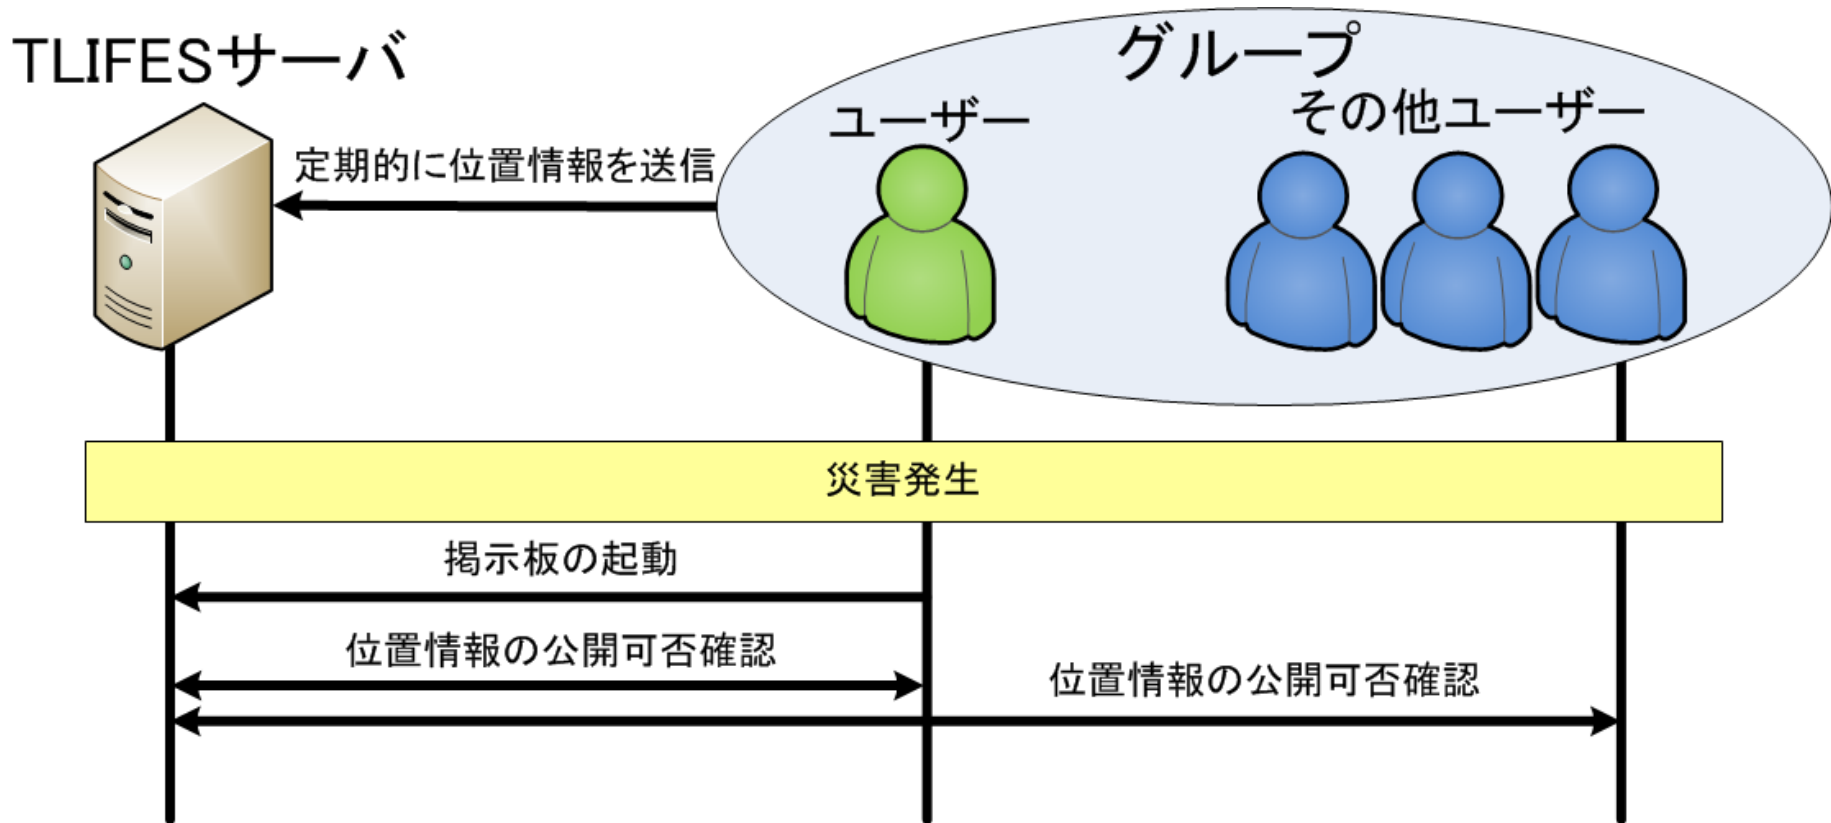 TLIFESサーバ
グループ
ユーザー
その他ユーザー
定期的に位置情報を送信
災害発生
掲示板の起動
位置情報の公開可否確認
位置情報の公開可否確認